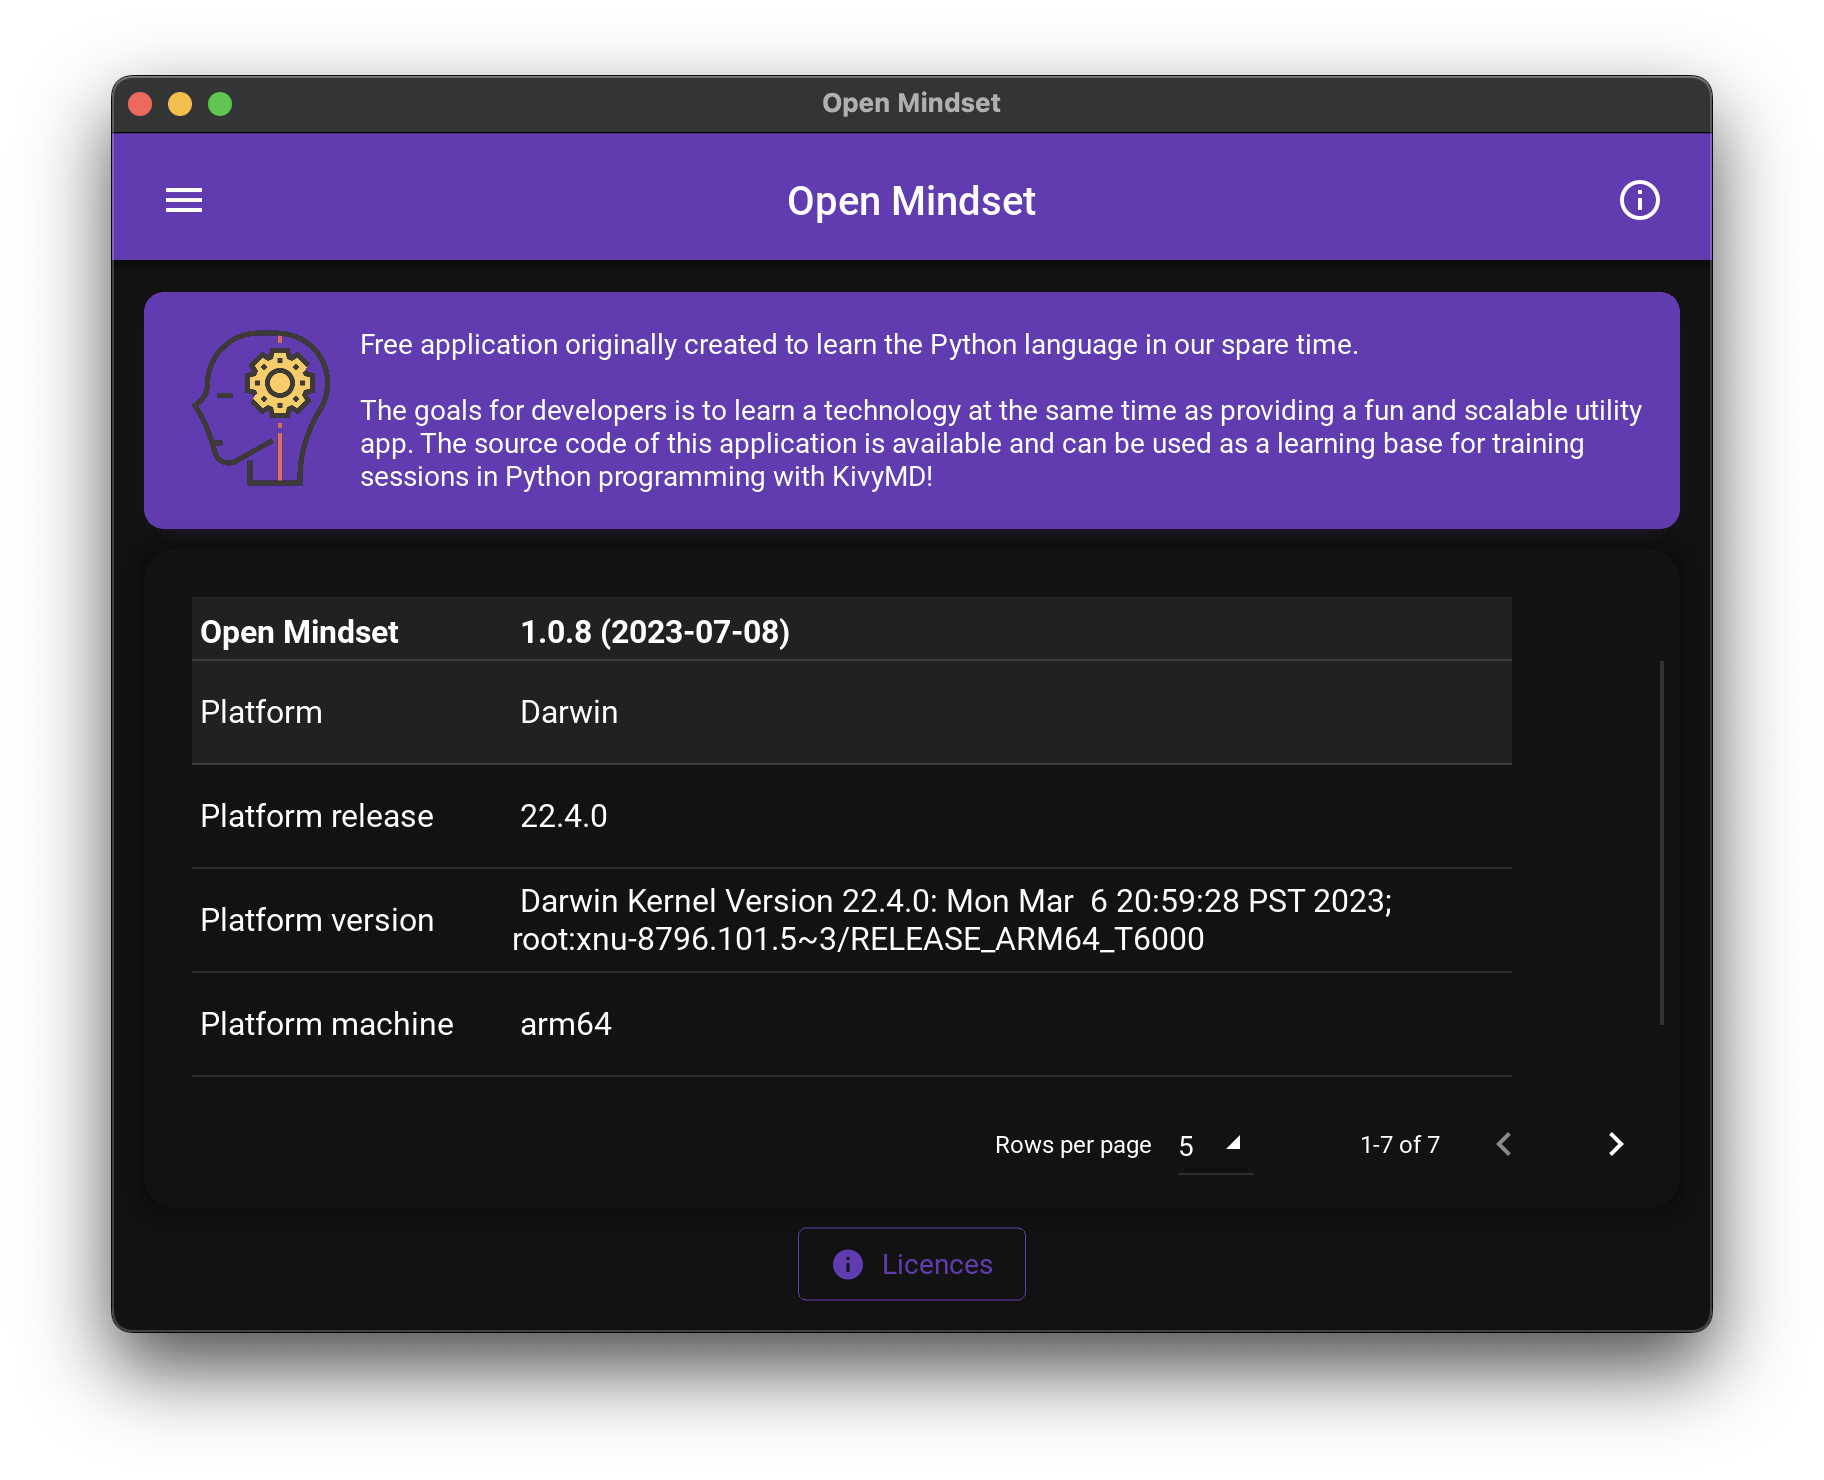 Open Mindset
Open Mindset
Free application originally created to learn the Python language in our spare time.
The goals for developers is to learn a technology at the same time as providing a fun and scalable utility
app. The source code of this application is available and can be used as a learning base for training
sessions in Python programming with KivyMD!
Open Mindset 1.0.8 (2023-07-08)
Platform Darwin
Platform release 22.4.0
Platform version Darwin Kernel Version 22.4.0: Mon Mar  6 20:59:28 PST 2023;
root:xnu-8796.101.5~3/RELEASE_ARM64_T6000
Platform machine arm64
Rows per page 5 1-7 of 7
Licences